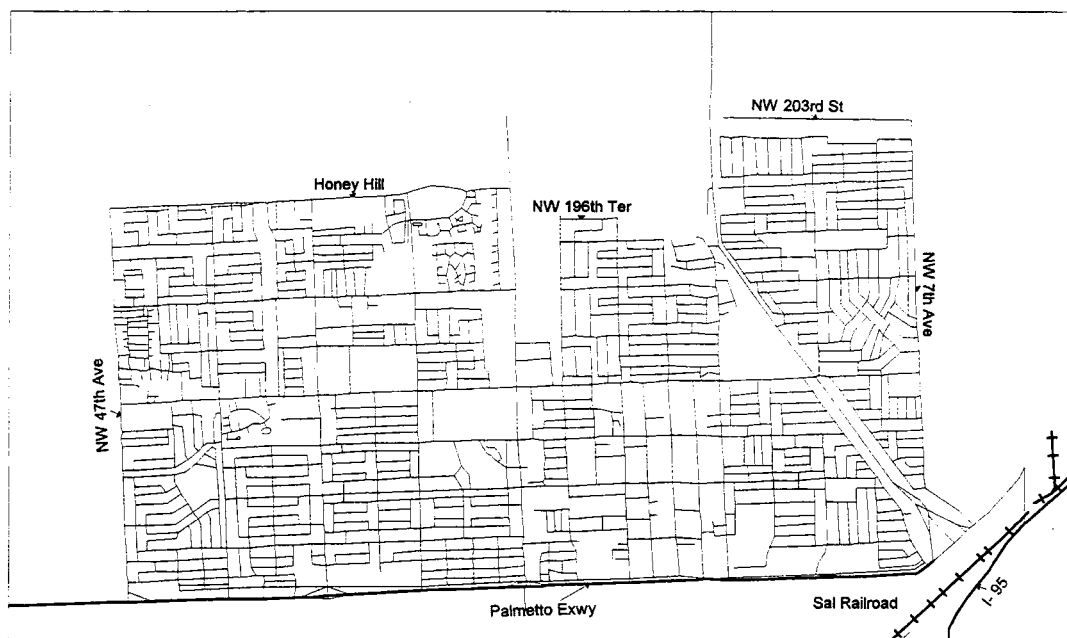 NW 203rd St
Honey Hill
NW 196th Ter
NW 7th Ave
NW 47th Ave
Palmetto Exwy
Sal Railroad
I-95